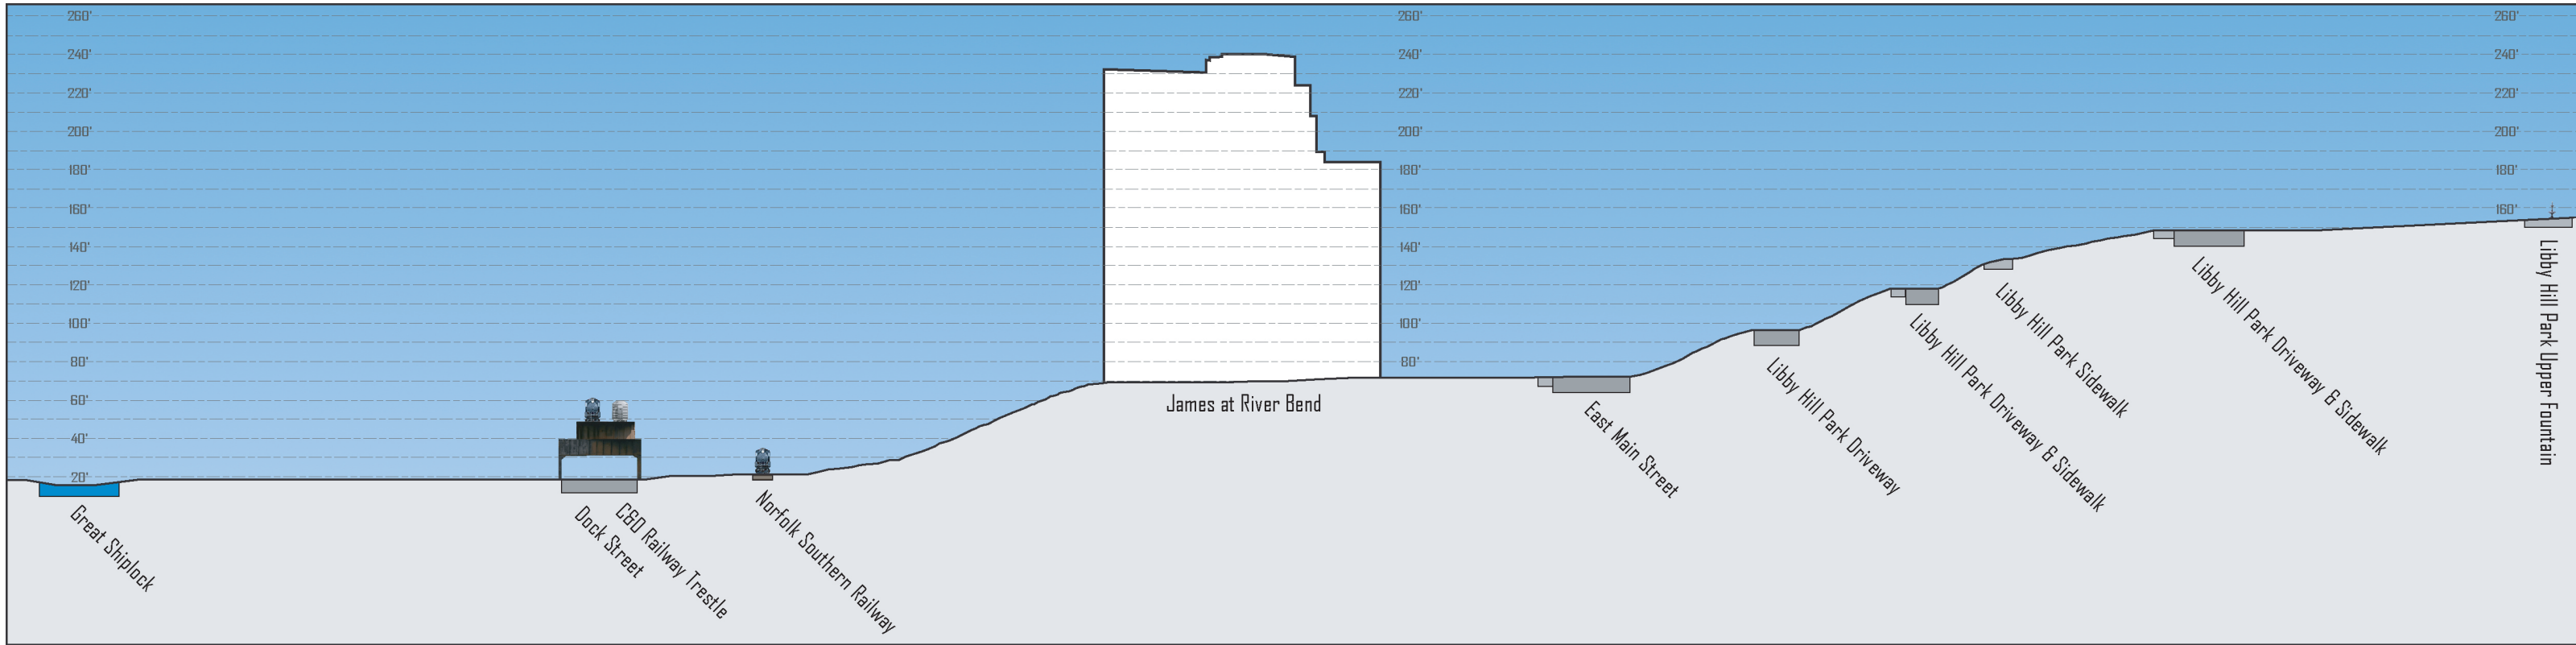 260' 260' 260'
240' 240' 240'
220' 220' 220'
200' 200' 200'
180' 180' 180'
160' 160' 160'
140' 140'
120' 120'
100' 100'
80' 80'
60'
40'
20'
Great Shiplock
Dock Street
C&O Railway Trestle
Norfolk Southern Railway
James at River Bend
East Main Street
Libby Hill Park Driveway
Libby Hill Park Driveway & Sidewalk
Libby Hill Park Sidewalk
Libby Hill Park Driveway & Sidewalk
Libby Hill Park Upper Fountain